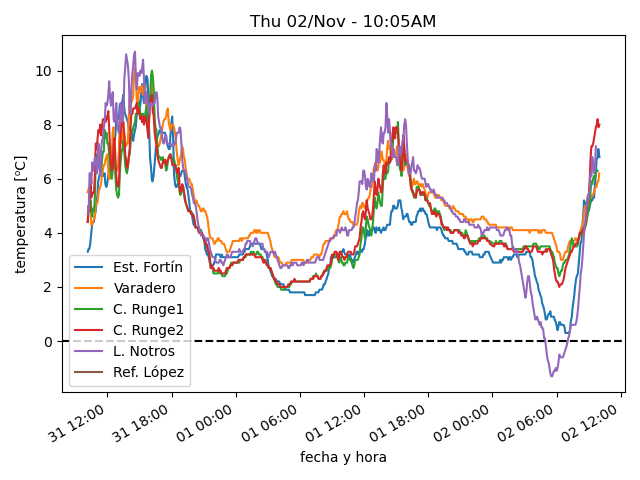 Thu 02/Nov - 10:05AM
temperatura [°C]
10
8
6
4
2
0
Est. Fortín
Varadero
C. Runge1
C. Runge2
L. Notros
Ref. López
31 12:00
31 18:00
01 00:00
01 06:00
01 12:00
01 18:00
02 00:00
02 06:00
02 12:00
fecha y hora